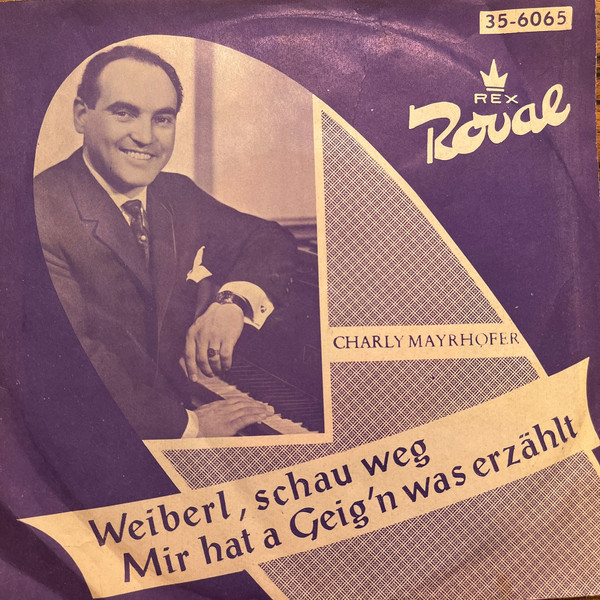 35-6065
REX
Royal
CHARLY MAYRHOFER
Weiberl, schau weg
Mir hat a Geig'n was erzählt